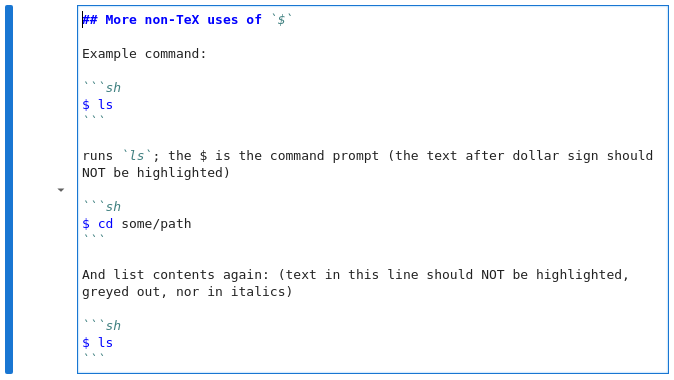 ## More non-TeX uses of `$`
Example command:
```sh
$ ls
```
runs `ls`; the $ is the command prompt (the text after dollar sign should
NOT be highlighted)
```sh
$ cd some/path
```
And list contents again: (text in this line should NOT be highlighted,
greyed out, nor in italics)
```sh
$ ls
```